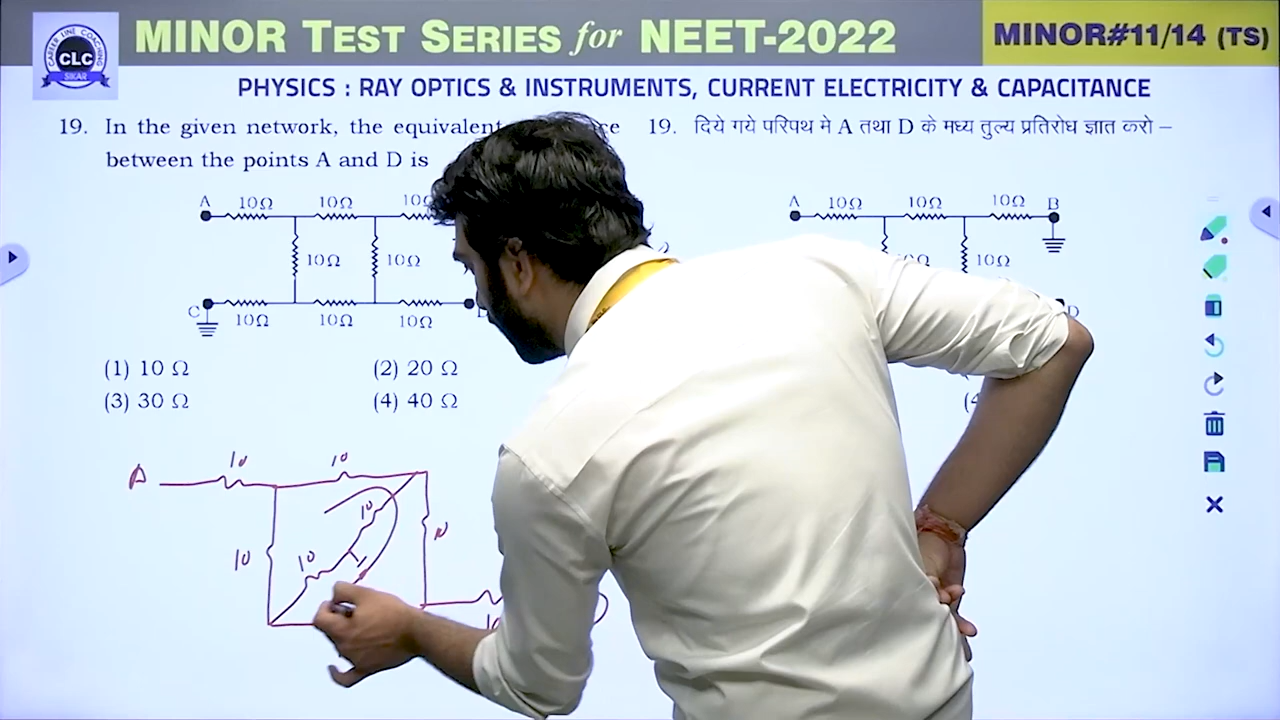 CAREER LINE COACHING
CLC
SIKAR
MINOR TEST SERIES for NEET-2022
MINOR#11/14 (TS)
PHYSICS : RAY OPTICS & INSTRUMENTS, CURRENT ELECTRICITY & CAPACITANCE
19. In the given network, the equivalent
between the points A and D is
A 10Ω 10Ω
10Ω 10Ω
C 10Ω 10Ω 10Ω
(1) 10 Ω (2) 20 Ω
(3) 30 Ω (4) 40 Ω
19. दिये गये परिपथ मे A तथा D के मध्य तुल्य प्रतिरोध ज्ञात करो –
A 10Ω 10Ω 10Ω B
10Ω
D
A 10 10
10 10 10
10